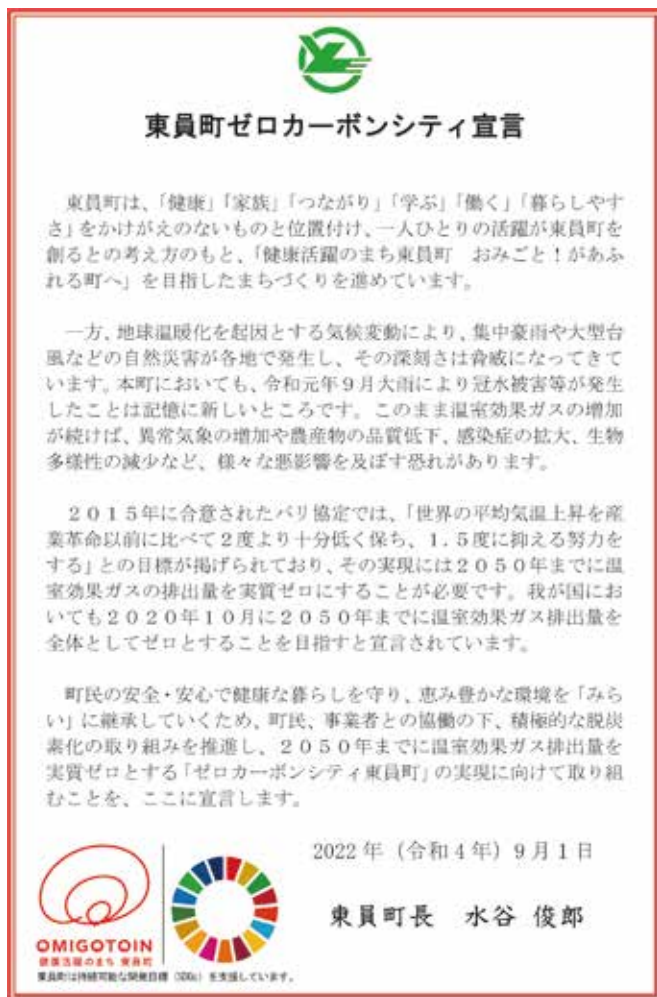 東員町ゼロカーボンシティ宣言
東員町は、「健康」「家族」「つながり」「学ぶ」「働く」「暮らしやす
さ」をかけがえのないものと位置付け、一人ひとりの活躍が東員町を
創るとの考え方のもと、「健康活躍のまち東員町　おみごと！があふ
れる町へ」を目指したまちづくりを進めています。
一方、地球温暖化を起因とする気候変動により、集中豪雨や大型台
風などの自然災害が各地で発生し、その深刻さは脅威になってきて
います。本町においても、令和元年９月大雨により冠水被害等が発生
したことは記憶に新しいところです。このまま温室効果ガスの増加
が続けば、異常気象の増加や農産物の品質低下、感染症の拡大、生物
多様性の減少など、様々な悪影響を及ぼす恐れがあります。
２０１５年に合意されたパリ協定では、「世界の平均気温上昇を産
業革命以前に比べて２度より十分低く保ち、１.５度に抑える努力を
する」との目標が掲げられており、その実現には２０５０年までに温
室効果ガスの排出量を実質ゼロにすることが必要です。我が国にお
いても２０２０年１０月に２０５０年までに温室効果ガス排出量を
全体としてゼロとすることを目指すと宣言されています。
町民の安全・安心で健康な暮らしを守り、恵み豊かな環境を「みら
い」に継承していくため、町民、事業者との協働の下、積極的な脱炭
素化の取り組みを推進し、２０５０年までに温室効果ガス排出量を
実質ゼロとする「ゼロカーボンシティ東員町」の実現に向けて取り組
むことを、ここに宣言します。
2022年（令和４年）９月１日
東員町長　水谷 俊郎
OMIGOTOIN
健康活躍のまち 東員町
東員町は持続可能な開発目標（SDGs）を支援しています。